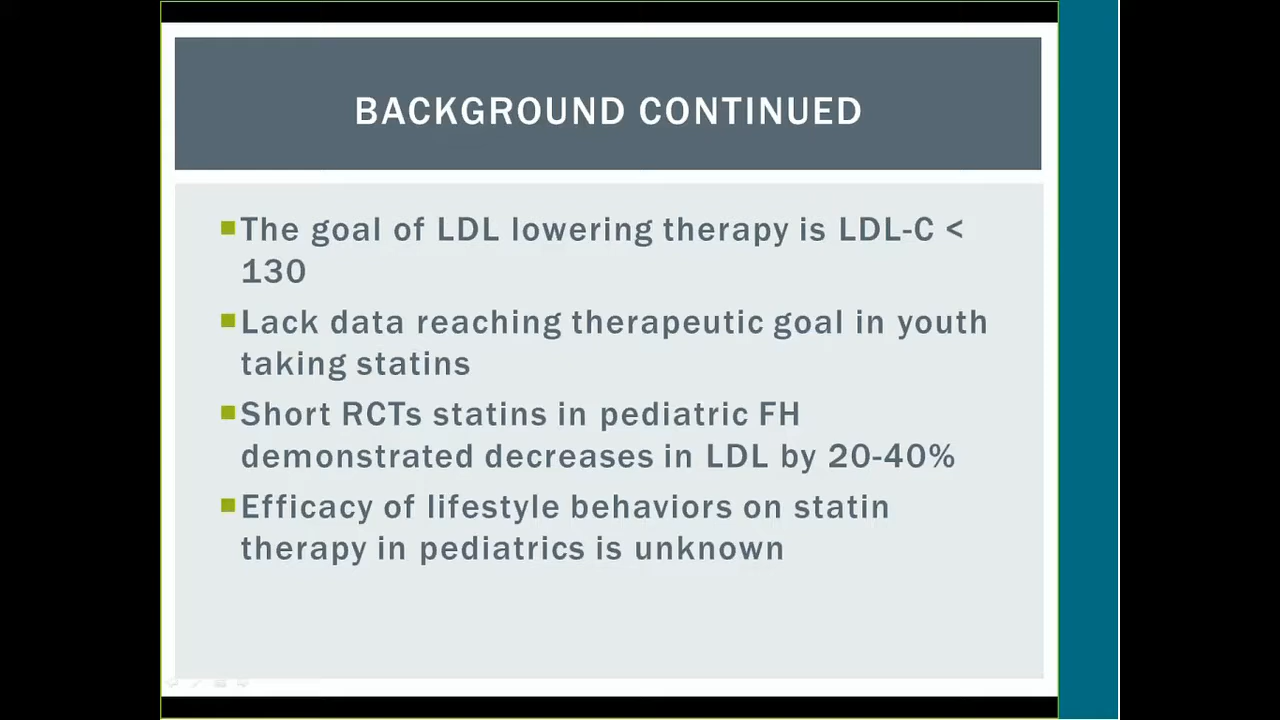 BACKGROUND CONTINUED
The goal of LDL lowering therapy is LDL-C <
130
Lack data reaching therapeutic goal in youth
taking statins
Short RCTs statins in pediatric FH
demonstrated decreases in LDL by 20-40%
Efficacy of lifestyle behaviors on statin
therapy in pediatrics is unknown